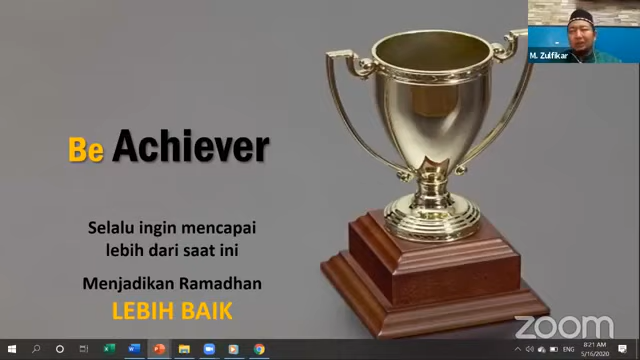 M. Zulfikar
Be Achiever
Selalu ingin mencapai
lebih dari saat ini
Menjadikan Ramadhan
LEBIH BAIK
zoom
ENG
8:21 AM
5/16/2020